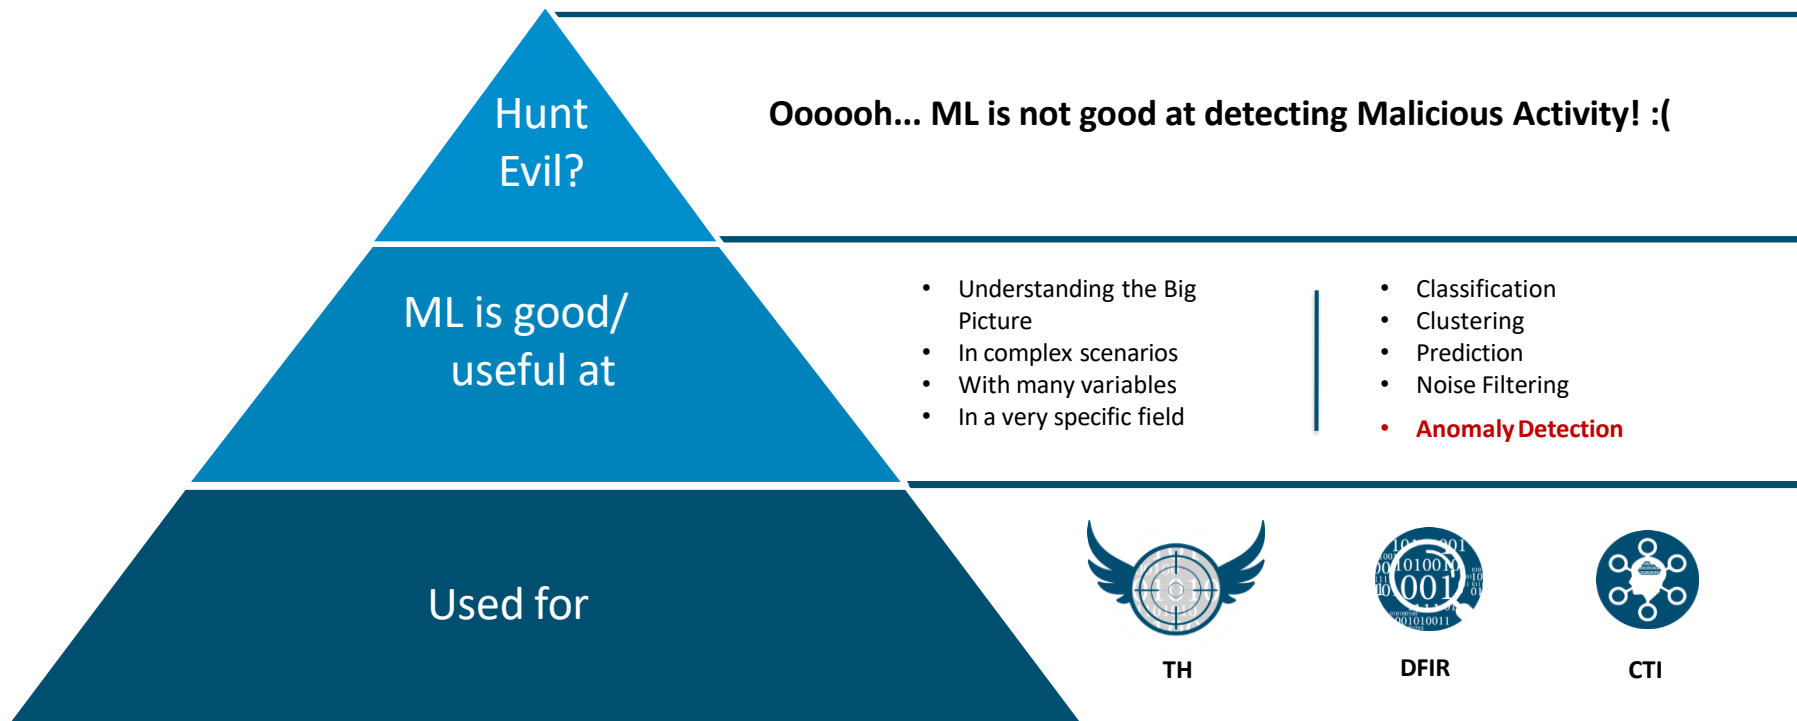 Hunt
Evil?
Oooooh... ML is not good at detecting Malicious Activity! :(
ML is good/
useful at
• Understanding the Big
Picture
• In complex scenarios
• With many variables
• In a very specific field
• Classification
• Clustering
• Prediction
• Noise Filtering
• Anomaly Detection
Used for
TH
DFIR
CTI